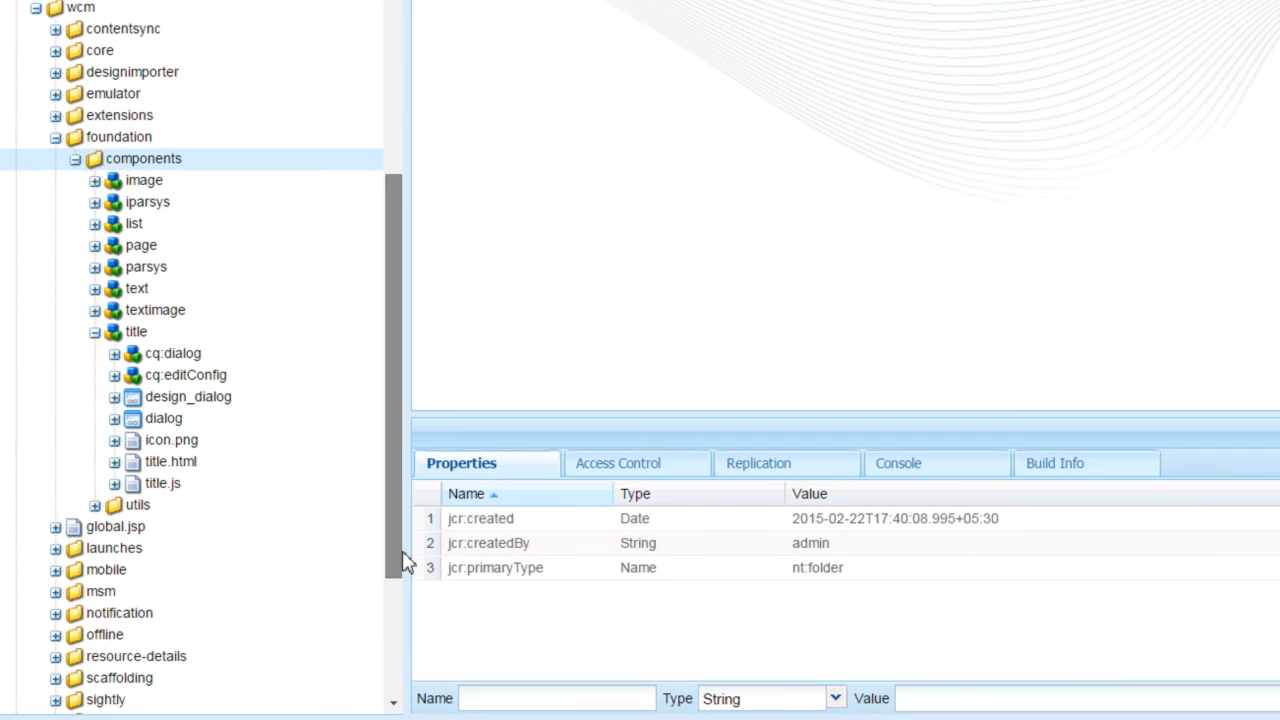 wcm
contentsync
core
designimporter
emulator
extensions
foundation
components
image
iparsys
list
page
parsys
text
textimage
title
cq:dialog
cq:editConfig
design_dialog
dialog
icon.png
title.html
title.js
utils
global.jsp
launches
mobile
msm
notification
offline
resource-details
scaffolding
sightly
Properties Access Control Replication Console Build Info
Name Type Value
1 jcr:created Date 2015-02-22T17:40:08.995+05:30
2 jcr:createdBy String admin
3 jcr:primaryType Name nt:folder
Name Type String Value